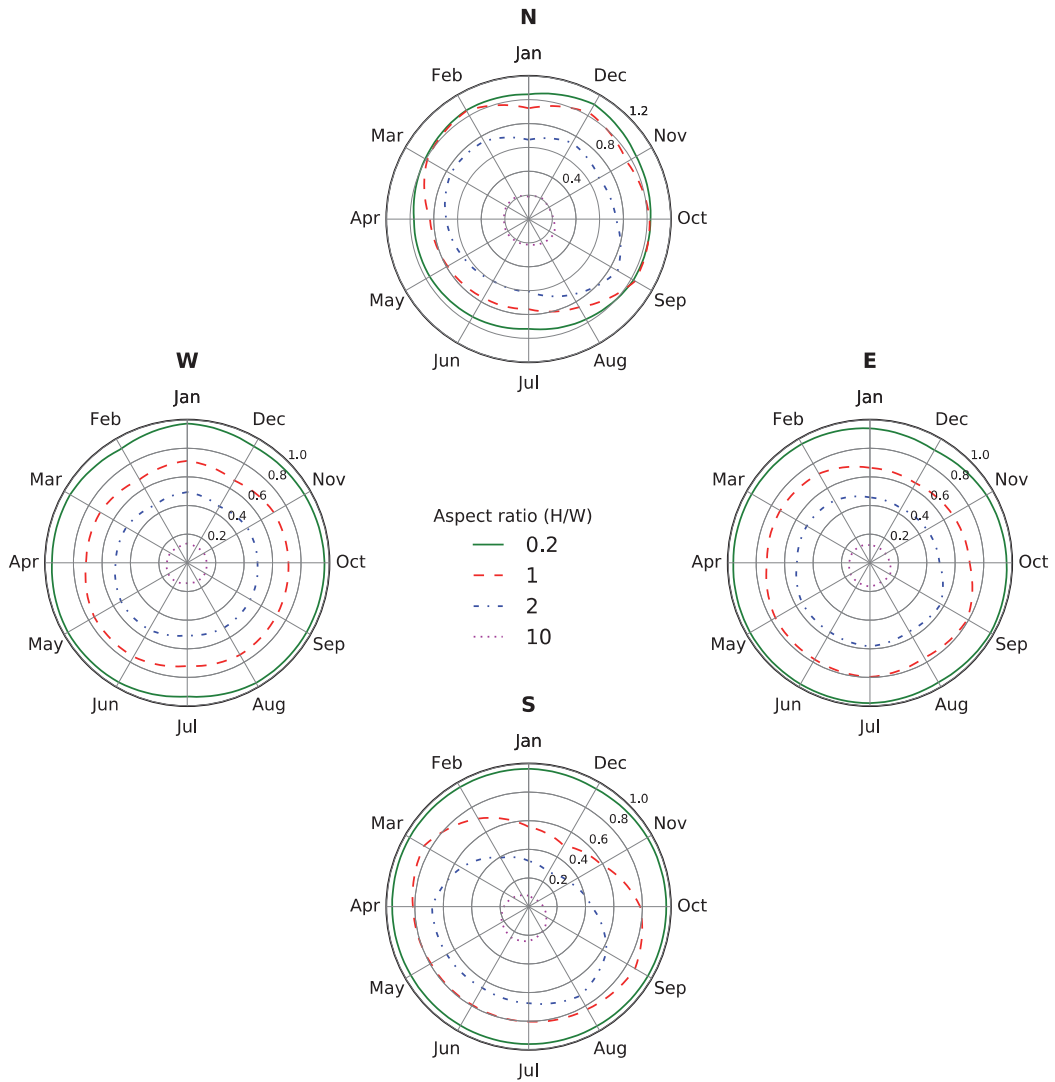 N
Jan
Feb
Dec
1.2
Mar
Nov
0.8
0.4
Apr
Oct
May
Sep
Jun
Aug
Jul
W
Jan
Feb
Dec
1.0
Mar
0.8
Nov
0.6
0.4
0.2
Apr
Oct
May
Sep
Jun
Aug
Jul
Aspect ratio (H/W)
0.2
1
2
10
E
Jan
Feb
Dec
1.0
Mar
0.8
Nov
0.6
0.4
0.2
Apr
Oct
May
Sep
Jun
Aug
Jul
S
Jan
Feb
Dec
1.0
Mar
0.8
Nov
0.6
0.4
0.2
Apr
Oct
May
Sep
Jun
Aug
Jul